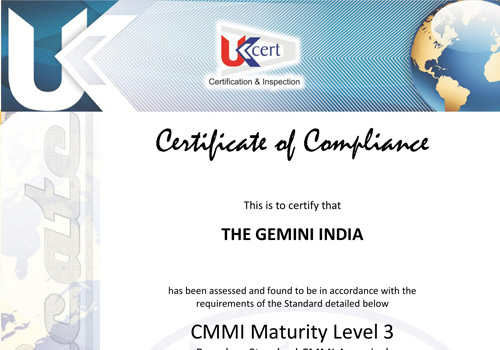 UK
UK cert
Certification & Inspection
Certificate of Compliance
This is to certify that
THE GEMINI INDIA
has been assessed and found to be in accordance with the
requirements of the Standard detailed below
CMMI Maturity Level 3